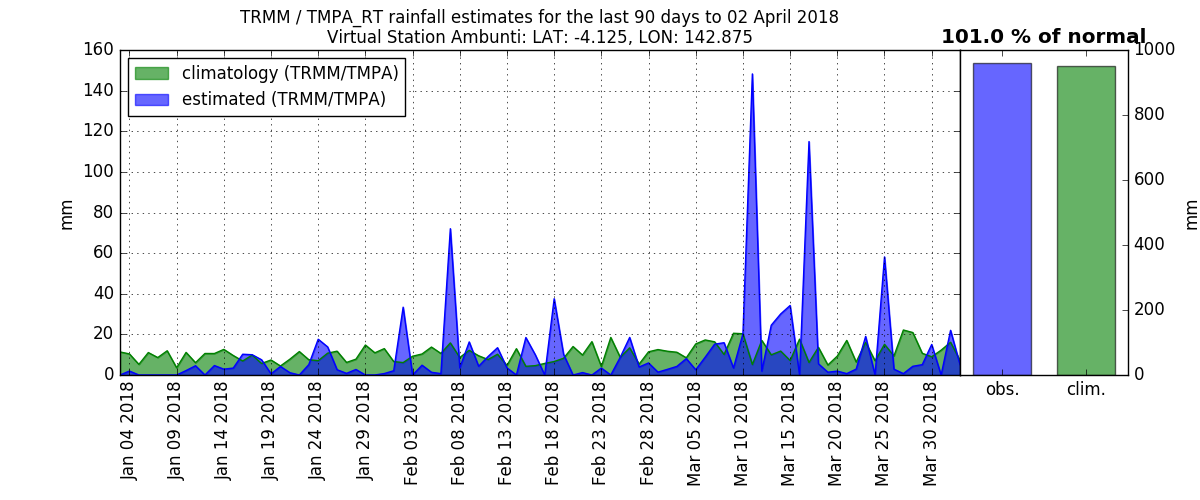 TRMM / TMPA_RT rainfall estimates for the last 90 days to 02 April 2018
Virtual Station Ambunti: LAT: -4.125, LON: 142.875
101.0 % of normal
climatology (TRMM/TMPA)
estimated (TRMM/TMPA)
160
140
120
100
80
60
40
20
0
mm
1000
800
600
400
200
0
mm
Jan 04 2018
Jan 09 2018
Jan 14 2018
Jan 19 2018
Jan 24 2018
Jan 29 2018
Feb 03 2018
Feb 08 2018
Feb 13 2018
Feb 18 2018
Feb 23 2018
Feb 28 2018
Mar 05 2018
Mar 10 2018
Mar 15 2018
Mar 20 2018
Mar 25 2018
Mar 30 2018
obs.
clim.